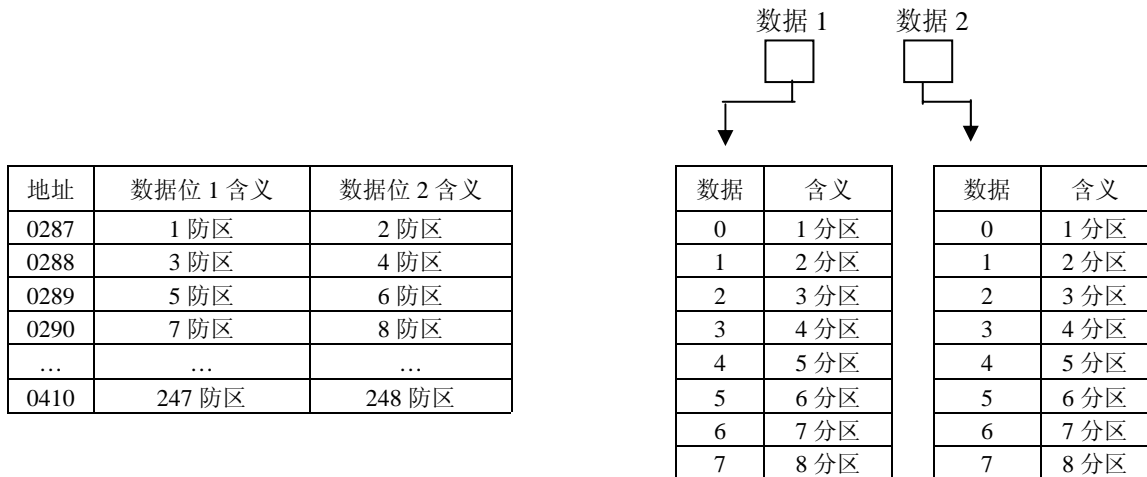 数据 1 数据 2
地址 数据位 1 含义 数据位 2 含义
0287 1 防区 2 防区
0288 3 防区 4 防区
0289 5 防区 6 防区
0290 7 防区 8 防区
… … …
0410 247 防区 248 防区
数据 含义
0 1 分区
1 2 分区
2 3 分区
3 4 分区
4 5 分区
5 6 分区
6 7 分区
7 8 分区
数据 含义
0 1 分区
1 2 分区
2 3 分区
3 4 分区
4 5 分区
5 6 分区
6 7 分区
7 8 分区